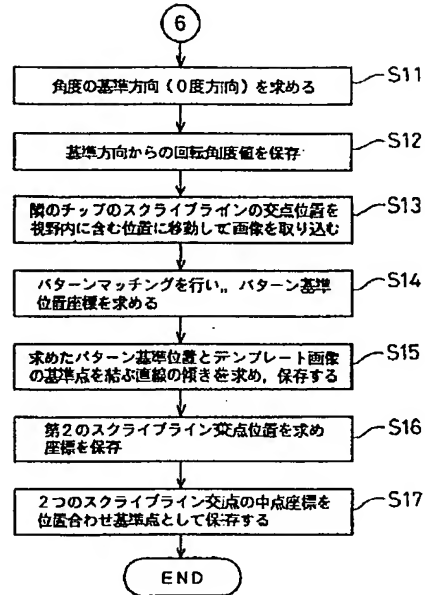 6
角度の基準方向(0度方向)を求める
S11
基準方向からの回転角度値を保存
S12
隣のチップのスクライブラインの交点位置を
視野内に含む位置に移動して画像を取り込む
S13
パターンマッチングを行い、パターン基準
位置座標を求める
S14
求めたパターン基準位置とテンプレート画像
の基準点を結ぶ直線の傾きを求め,保存する
S15
第2のスクライブライン交点位置を求め
座標を保存
S16
2つのスクライブライン交点の中点座標を
位置合わせ基準点として保存する
S17
END